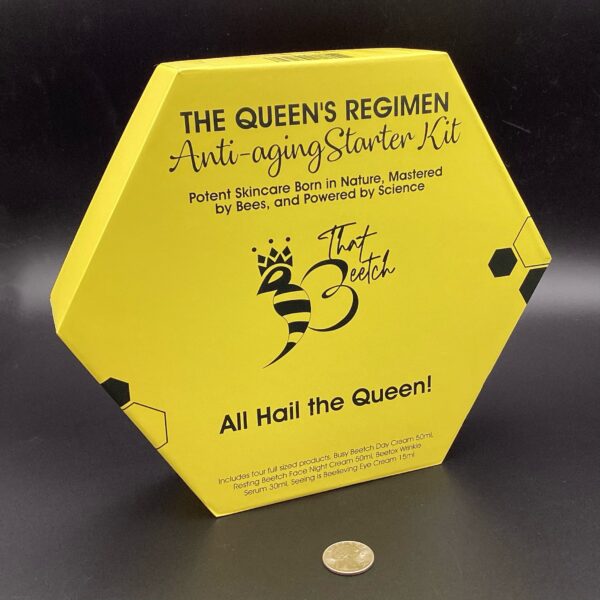 THE QUEEN'S REGIMEN
Anti-aging Starter Kit
Potent Skincare Born in Nature, Mastered
by Bees, and Powered by Science
That
Beetch
All Hail the Queen!
Includes four full sized products. Busy Beetch Day Cream 50ml,
Resting Beetch Face Night Cream 50ml, Beetox Wrinkle
Serum 30ml, Seeing is Beelieving Eye Cream 15ml